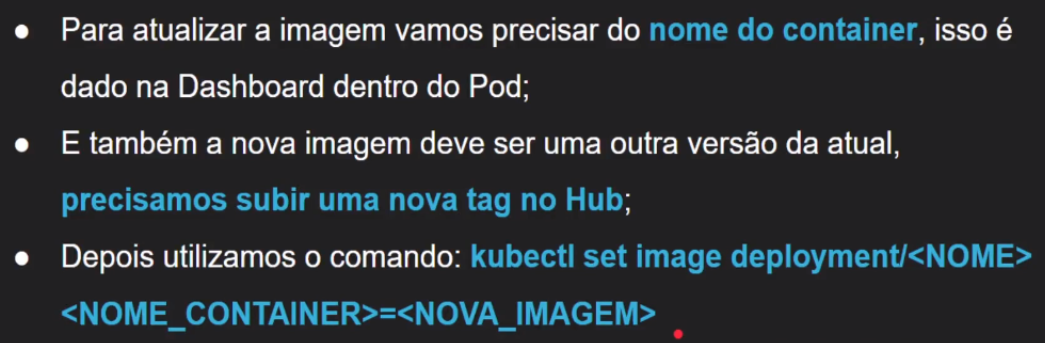 ● Para atualizar a imagem vamos precisar do nome do container, isso é
dado na Dashboard dentro do Pod;
● E também a nova imagem deve ser uma outra versão da atual,
precisamos subir uma nova tag no Hub;
● Depois utilizamos o comando: kubectl set image deployment/<NOME>
<NOME_CONTAINER>=<NOVA_IMAGEM>